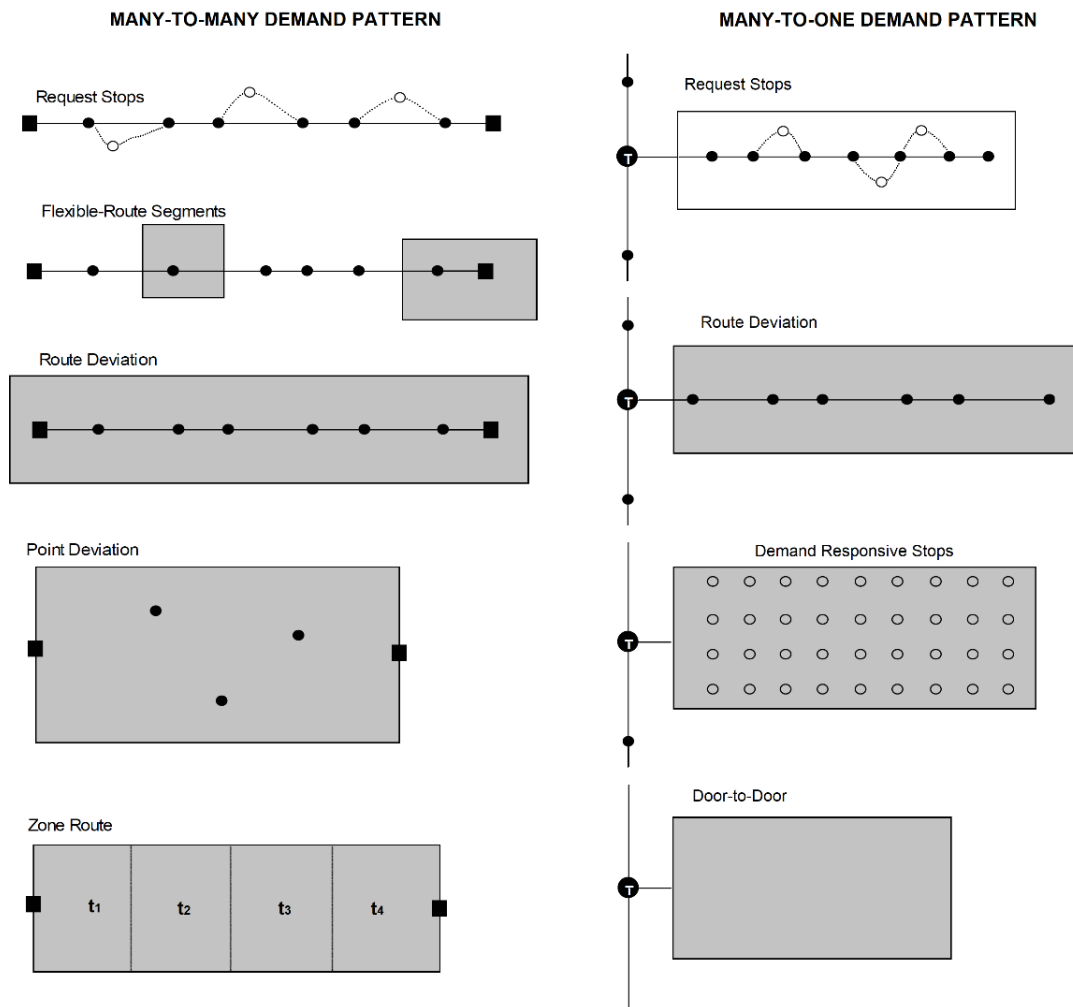 MANY-TO-MANY DEMAND PATTERN
Request Stops
Flexible-Route Segments
Route Deviation
Point Deviation
Zone Route
t1 t2 t3 t4
MANY-TO-ONE DEMAND PATTERN
Request Stops
T
Route Deviation
T
Demand Responsive Stops
T
Door-to-Door
T